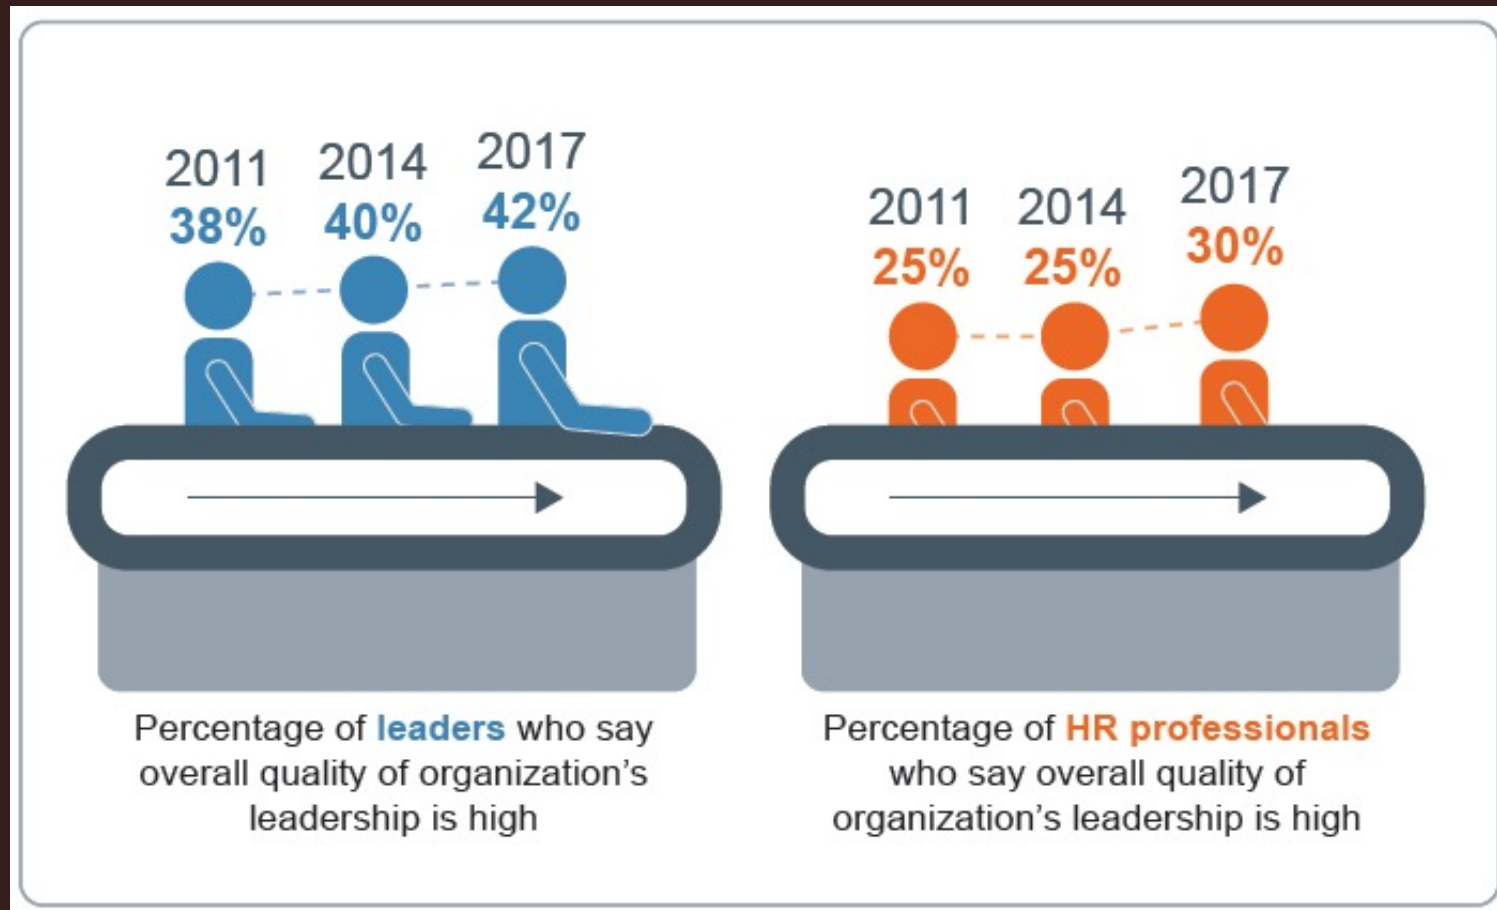 2011 2014 2017
38% 40% 42%
Percentage of leaders who say
overall quality of organization's
leadership is high
2011 2014 2017
25% 25% 30%
Percentage of HR professionals
who say overall quality of
organization's leadership is high